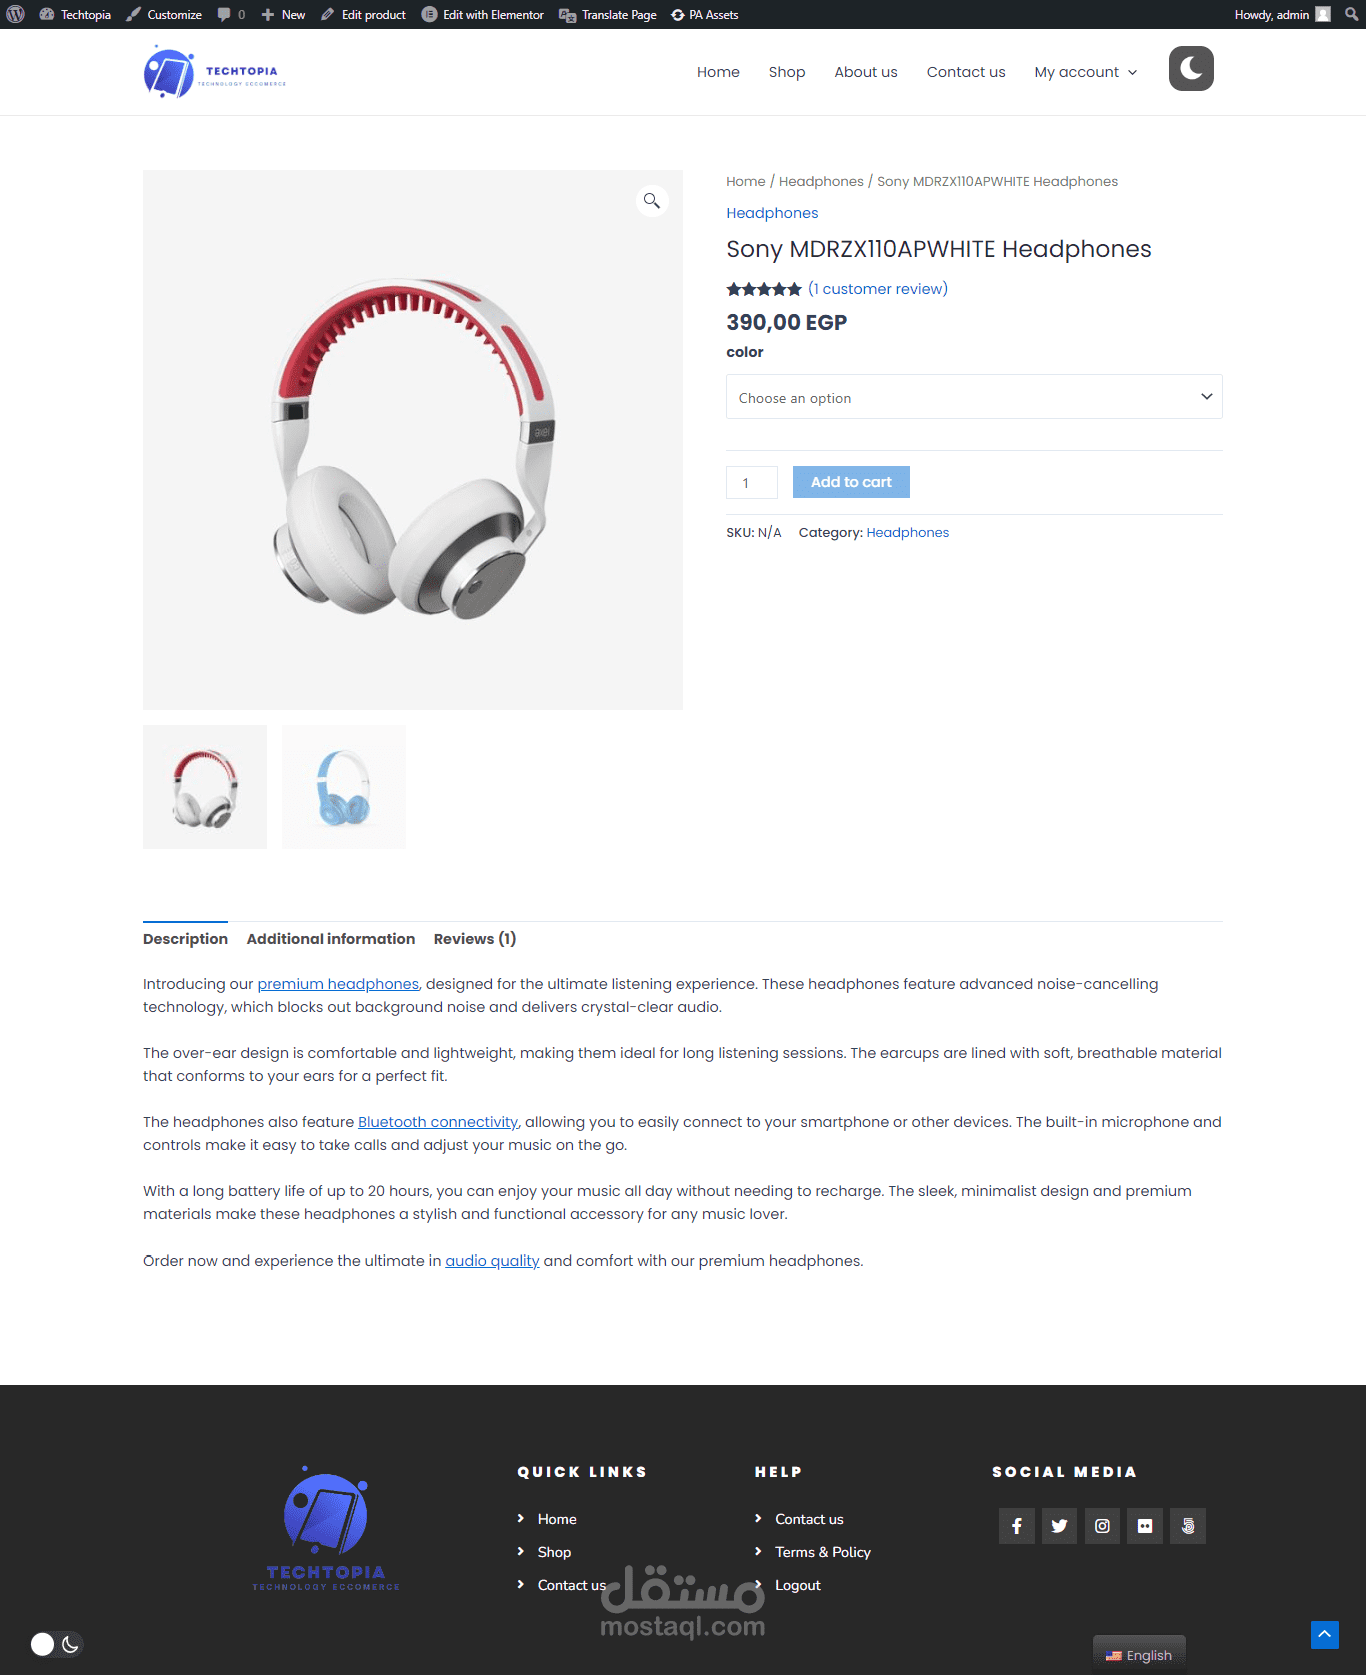 Techtopia Customize 0 New Edit product Edit with Elementor Translate Page PA Assets Howdy, admin
TECHTOPIA
TECHNOLOGY ECCOMERCE
Home Shop About us Contact us My account
Home / Headphones / Sony MDRZX110APWHITE Headphones
Headphones
Sony MDRZX110APWHITE Headphones
(1 customer review)
390,00 EGP
color
Choose an option
axel
1 Add to cart
SKU: N/A Category: Headphones
Description Additional information Reviews (1)
Introducing our premium headphones, designed for the ultimate listening experience. These headphones feature advanced noise-cancelling
technology, which blocks out background noise and delivers crystal-clear audio.
The over-ear design is comfortable and lightweight, making them ideal for long listening sessions. The earcups are lined with soft, breathable material
that conforms to your ears for a perfect fit.
The headphones also feature Bluetooth connectivity, allowing you to easily connect to your smartphone or other devices. The built-in microphone and
controls make it easy to take calls and adjust your music on the go.
With a long battery life of up to 20 hours, you can enjoy your music all day without needing to recharge. The sleek, minimalist design and premium
materials make these headphones a stylish and functional accessory for any music lover.
Order now and experience the ultimate in audio quality and comfort with our premium headphones.
TECHTOPIA
TECHNOLOGY ECCOMERCE
QUICK LINKS
Home
Shop
Contact us
HELP
Contact us
Terms & Policy
Logout
SOCIAL MEDIA
مستقل
mostaql.com
English